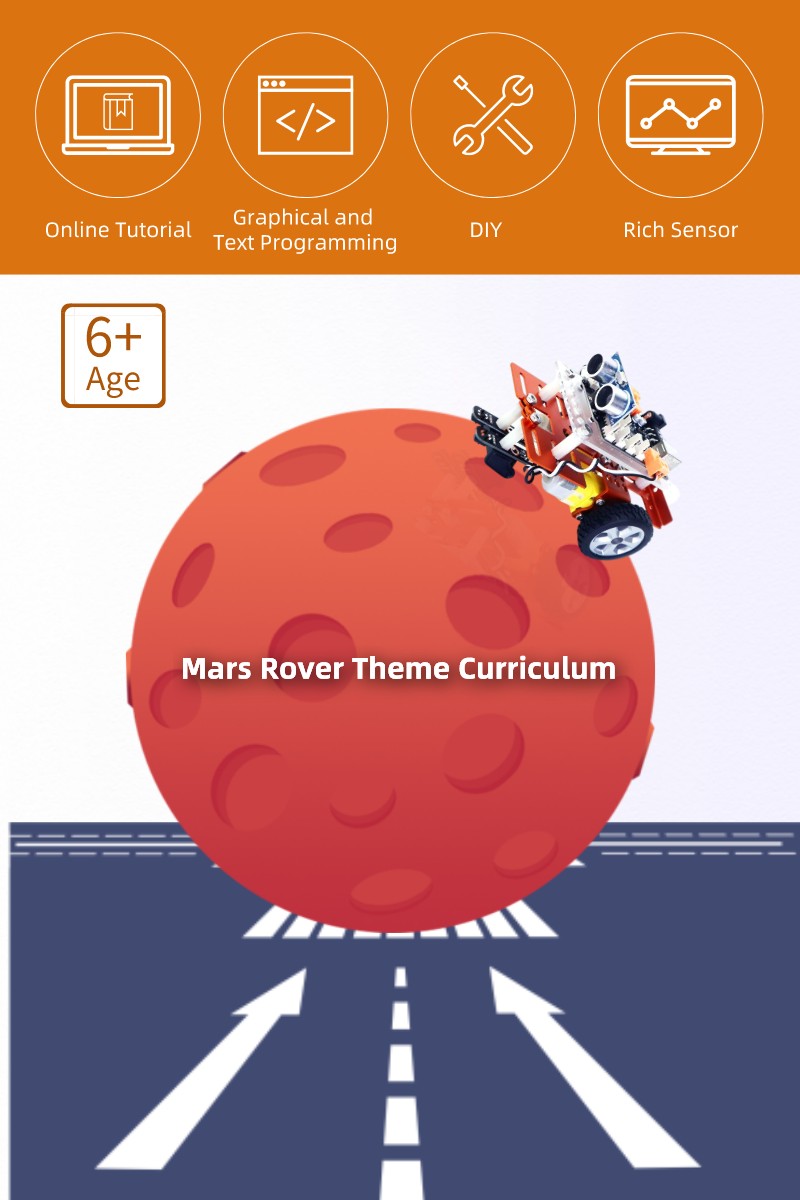 Online Tutorial
Graphical and
Text Programming
DIY
Rich Sensor
6+
Age
Mars Rover Theme Curriculum